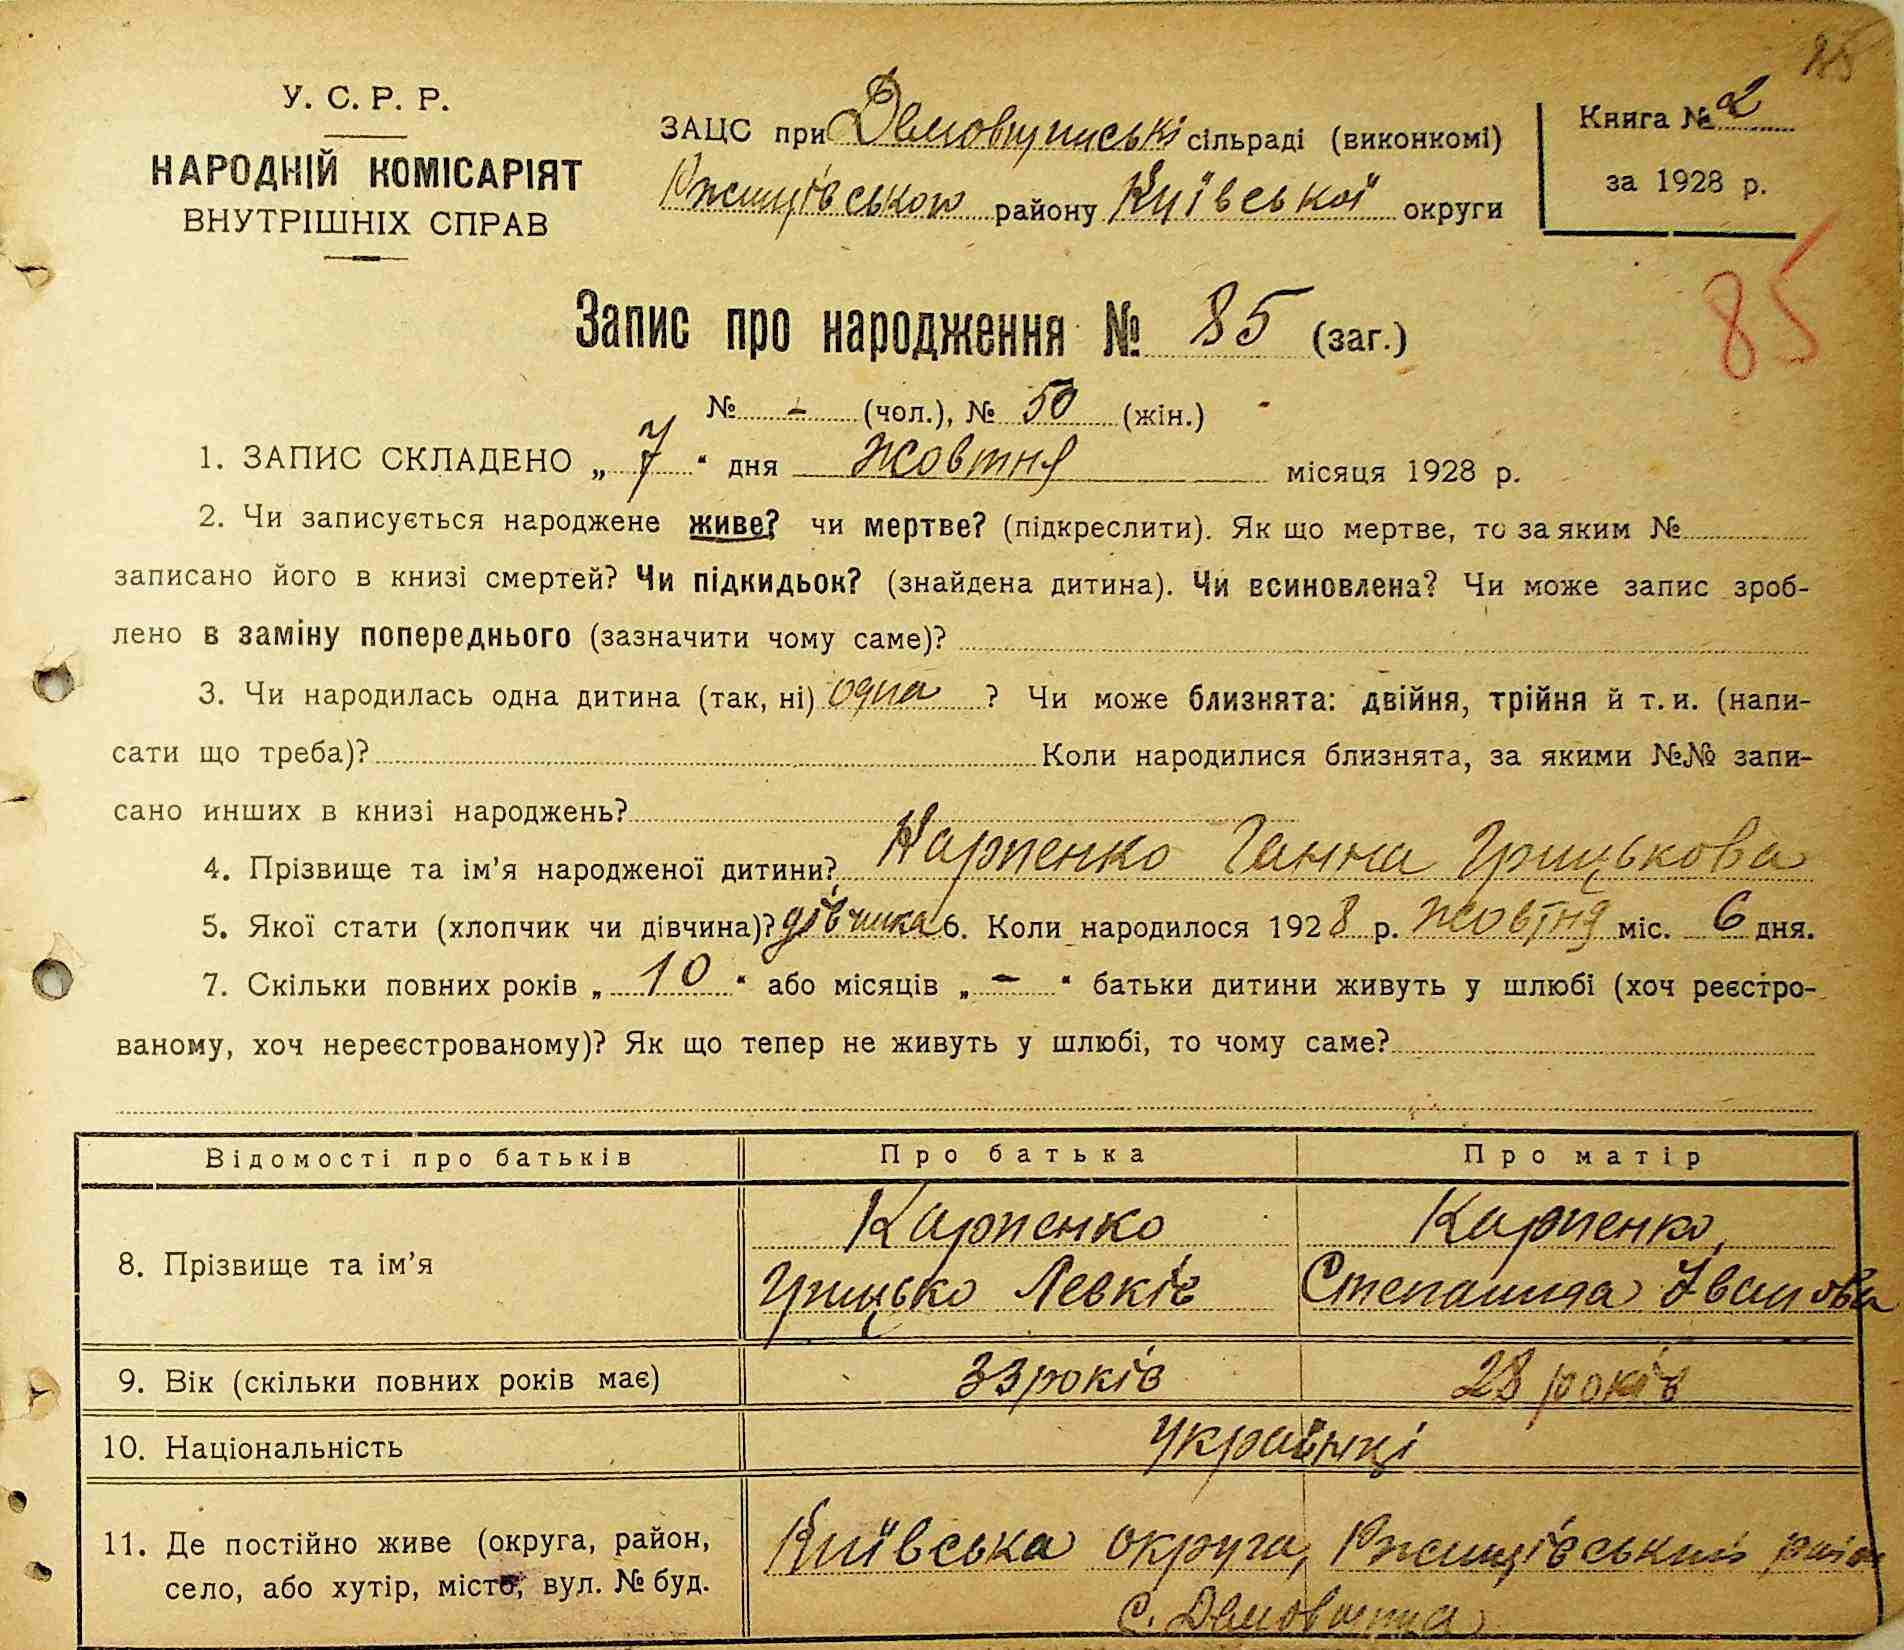 85
У. С. Р. Р.
НАРОДНІЙ КОМІСАРІЯТ
ВНУТРІШНІХ СПРАВ
ЗАЦС при Демовщинські сільраді (виконкомі)
Ржищівського району Київської округи
Книга № 2
за 1928 р.
85
Запис про народження № 85 (заг.)
№ - (чол.), № 50 (жін.)
1. ЗАПИС СКЛАДЕНО „ 7 “ дня жовтня місяця 1928 р.
2. Чи записується народжене живе? чи мертве? (підкреслити). Як що мертве, то за яким №
записано його в книзі смертей? Чи підкидьок? (знайдена дитина). Чи всиновлена? Чи може запис зроб-
лено в заміну попереднього (зазначити чому саме)?
3. Чи народилась одна дитина (так, ні) одна ? Чи може близнята: двійня, трійня й т. и. (напи-
сати що треба)? Коли народилися близнята, за якими №№ запи-
сано инших в книзі народжень?
4. Прізвище та ім’я народженої дитини? Карпенко Ганна Грицькова
5. Якої стати (хлопчик чи дівчина)? дівчинка 6. Коли народилося 1928 р. жовтня міс. 6 дня.
7. Скільки повних років „ 10 “ або місяців „ - “ батьки дитини живуть у шлюбі (хоч реєстро-
ваному, хоч нереєстрованому)? Як що тепер не живуть у шлюбі, то чому саме?
Відомості про батьків Про батька Про матір
8. Прізвище та ім’я
Карпенко
Грицько Левків
Карпенко
Степанида Іванова
9. Вік (скільки повних років має) 33 років 28 років
10. Національність українці
11. Де постійно живе (округа, район,
село, або хутір, місто, вул. № буд.
Київська округа, Ржищівський район
с. Демовщина